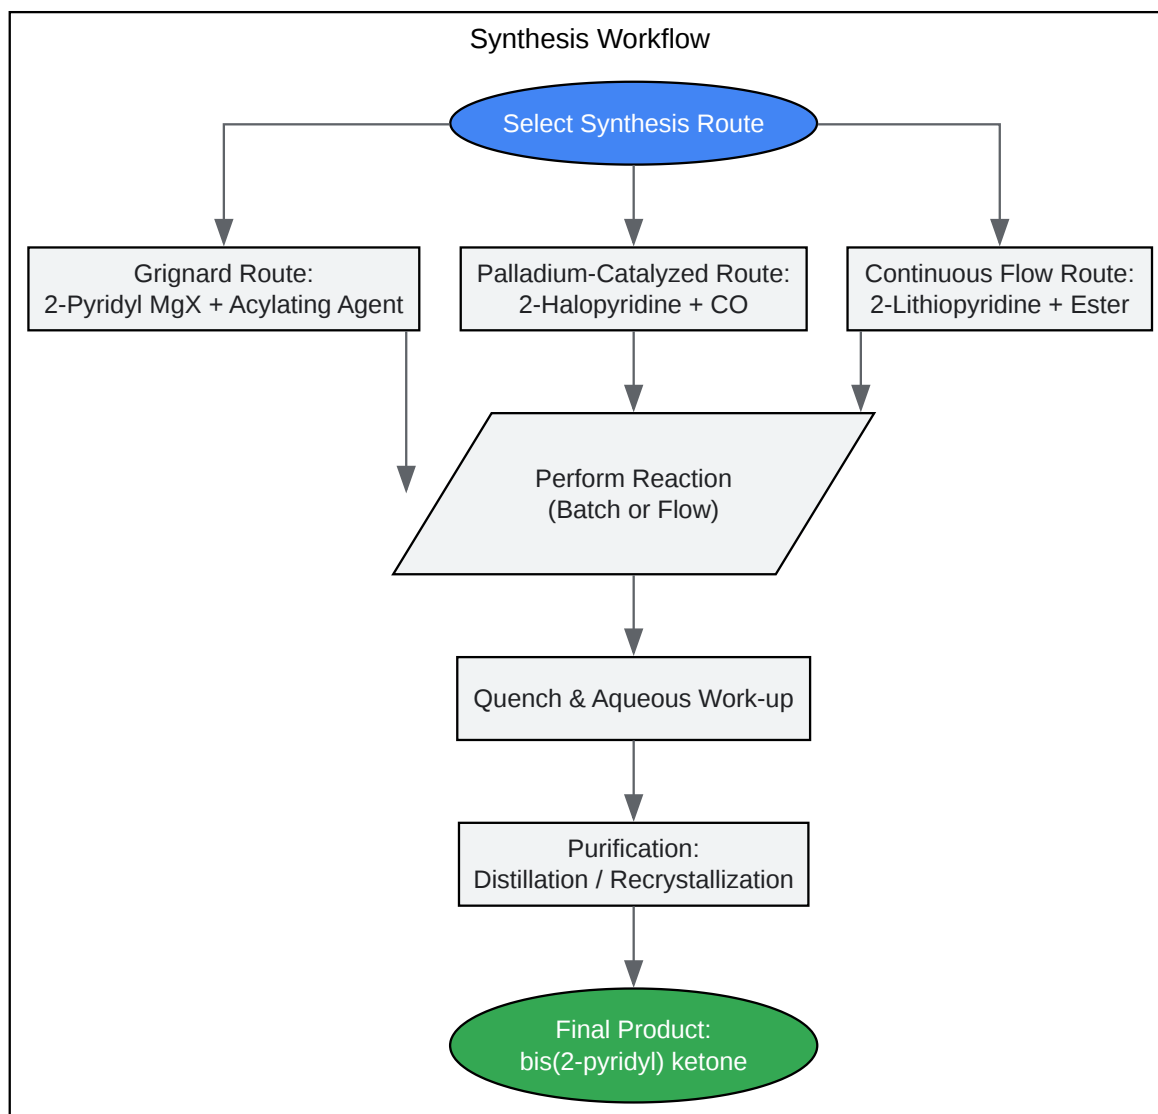 Synthesis Workflow
Select Synthesis Route
Grignard Route:
2-Pyridyl MgX + Acylating Agent
Palladium-Catalyzed Route:
2-Halopyridine + CO
Continuous Flow Route:
2-Lithiopyridine + Ester
Perform Reaction
(Batch or Flow)
Quench & Aqueous Work-up
Purification:
Distillation / Recrystallization
Final Product:
bis(2-pyridyl) ketone